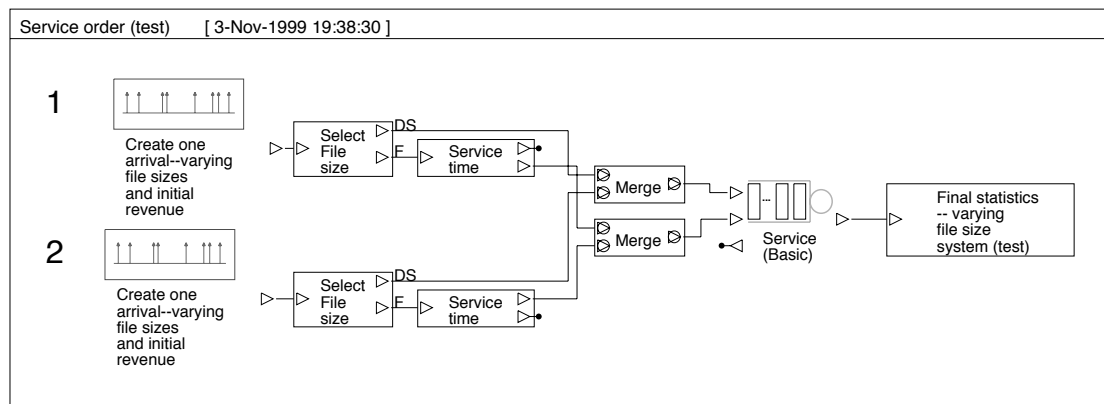 Service order (test) [ 3-Nov-1999 19:38:30 ]
1
Create one
arrival--varying
file sizes
and initial
revenue
Select
File
size
DS
F
Service
time
Merge
Merge
...
Service
(Basic)
Final statistics
-- varying
file size
system (test)
2
Create one
arrival--varying
file sizes
and initial
revenue
Select
File
size
DS
F
Service
time